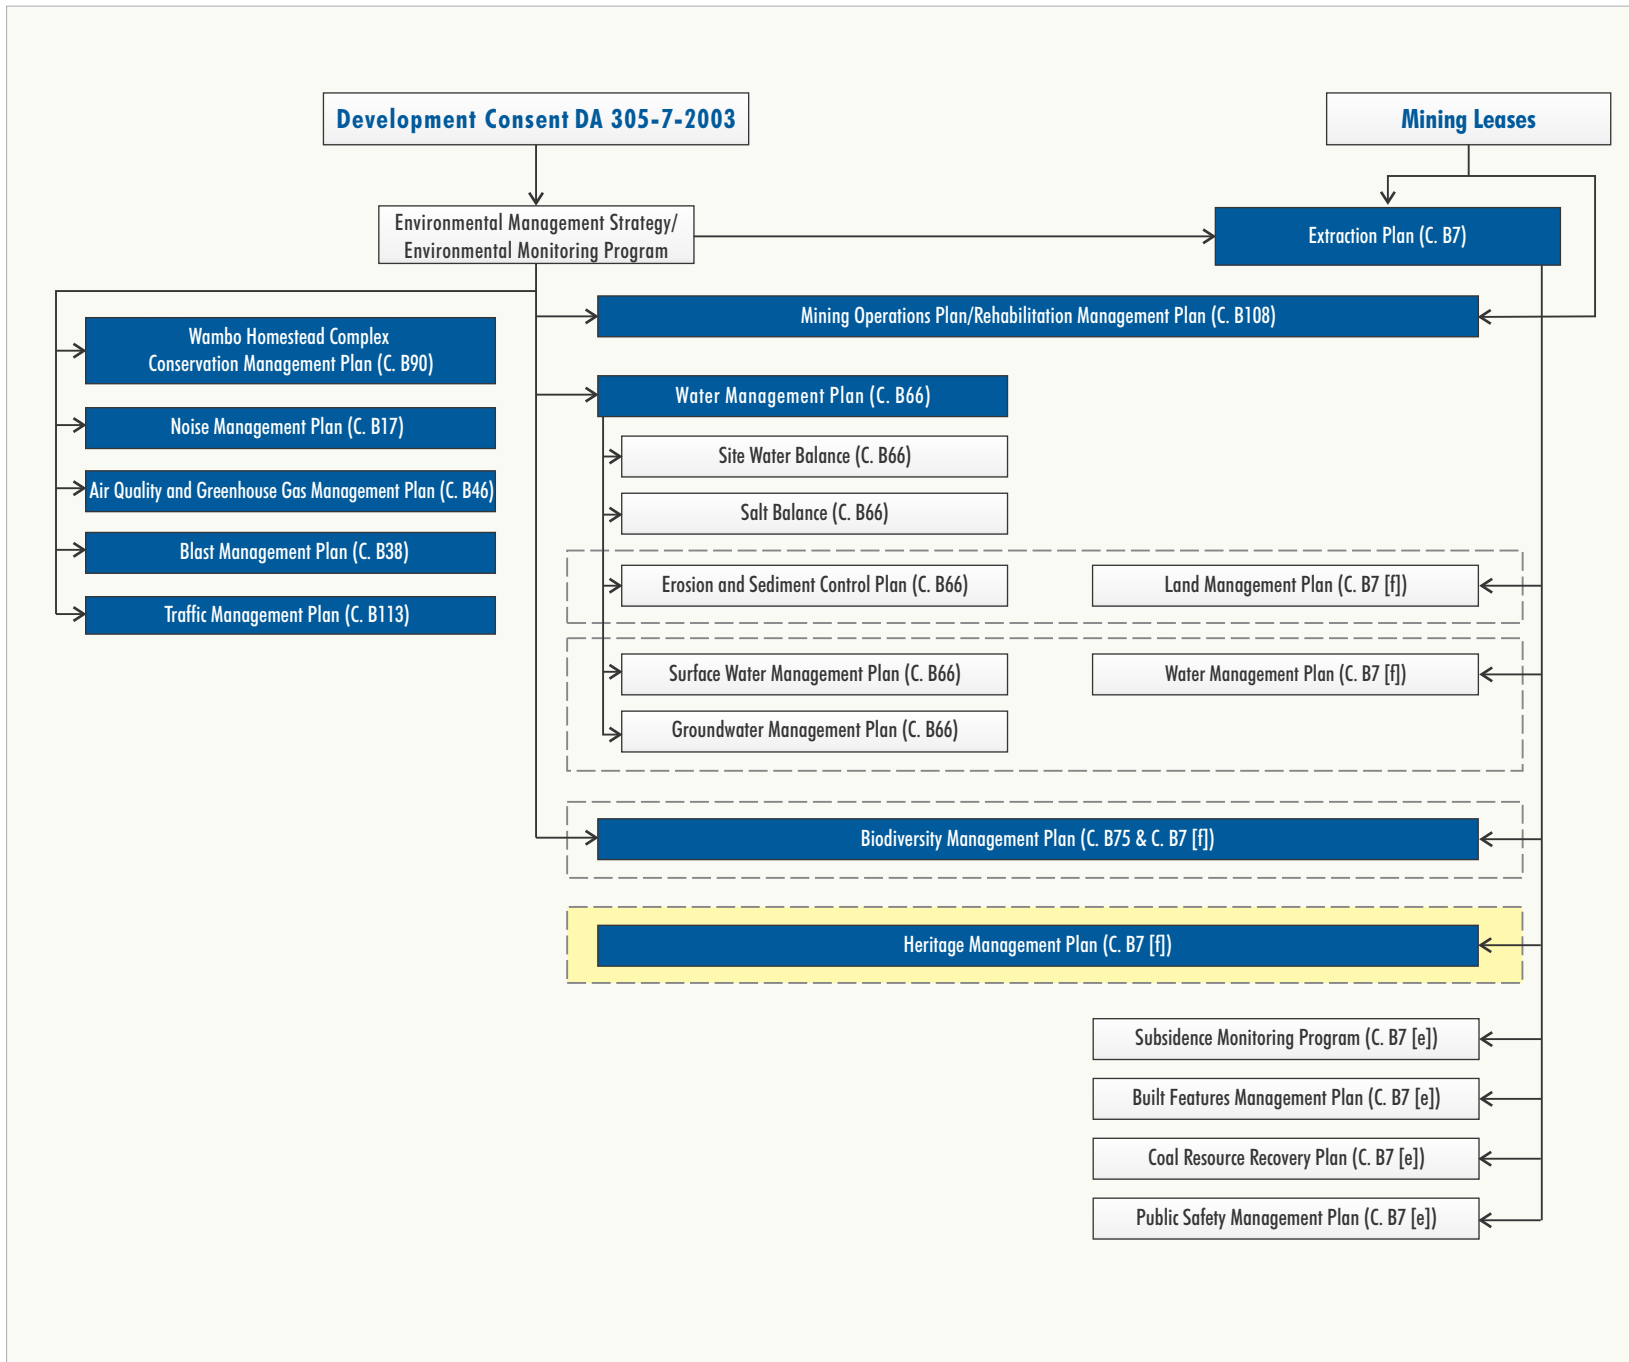 Development Consent DA 305-7-2003
Mining Leases
Environmental Management Strategy/
Environmental Monitoring Program
Extraction Plan (C. B7)
Mining Operations Plan/Rehabilitation Management Plan (C. B108)
Wambo Homestead Complex
Conservation Management Plan (C. B90)
Noise Management Plan (C. B17)
Air Quality and Greenhouse Gas Management Plan (C. B46)
Blast Management Plan (C. B38)
Traffic Management Plan (C. B113)
Water Management Plan (C. B66)
Site Water Balance (C. B66)
Salt Balance (C. B66)
Erosion and Sediment Control Plan (C. B66)
Land Management Plan (C. B7 [f])
Surface Water Management Plan (C. B66)
Water Management Plan (C. B7 [f])
Groundwater Management Plan (C. B66)
Biodiversity Management Plan (C. B75 & C. B7 [f])
Heritage Management Plan (C. B7 [f])
Subsidence Monitoring Program (C. B7 [e])
Built Features Management Plan (C. B7 [e])
Coal Resource Recovery Plan (C. B7 [e])
Public Safety Management Plan (C. B7 [e])